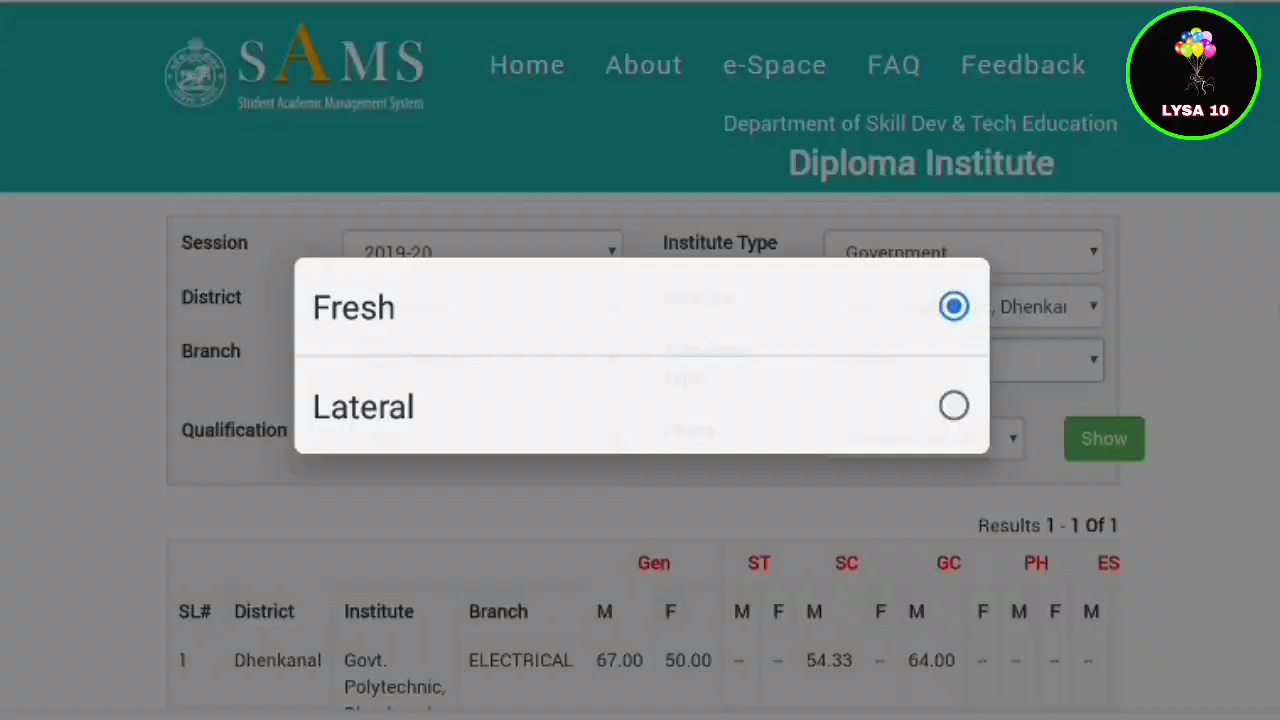 SAMS
Student Academic Management System
Home About e-Space FAQ Feedback
LYSA 10
Department of Skill Dev & Tech Education
Diploma Institute
Session 2019-20 Institute Type Government
District , Dhenkai
Branch
Qualification Show
Fresh
Lateral
Results 1 - 1 Of 1
Gen ST SC GC PH ES
SL# District Institute Branch M F M F M F M F M F M
1 Dhenkanal Govt. ELECTRICAL 67.00 50.00 -- -- 54.33 -- 64.00 -- -- -- --
Polytechnic,